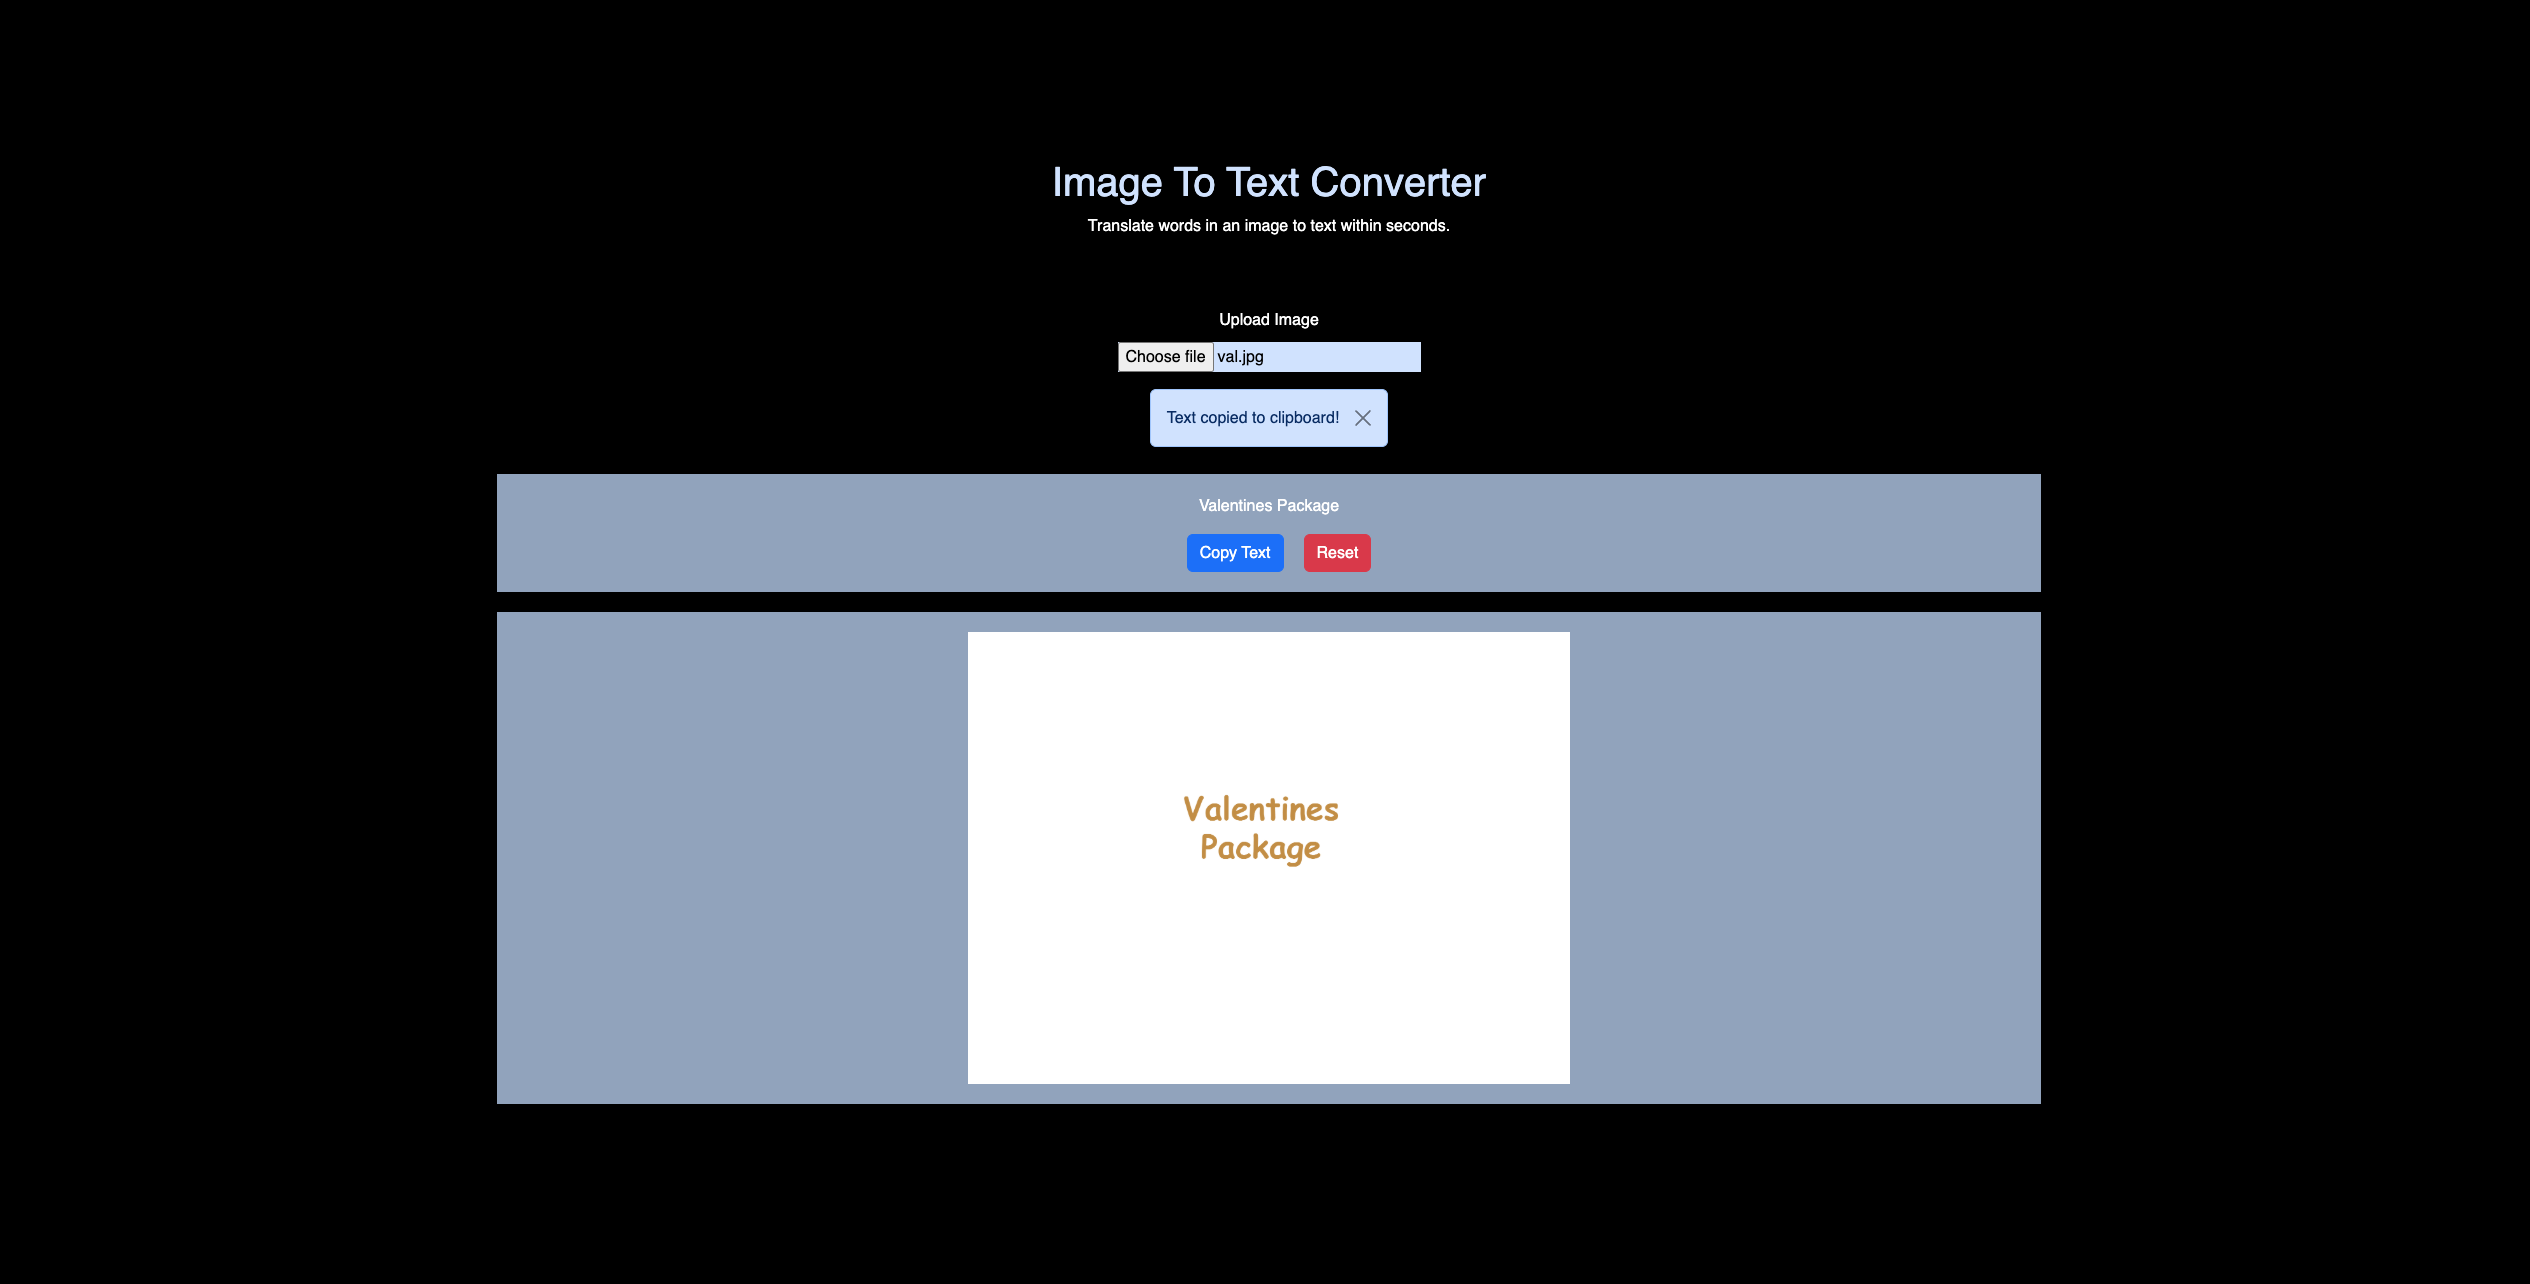 Image To Text Converter
Translate words in an image to text within seconds.
Upload Image
Choose file val.jpg
Text copied to clipboard!
Valentines Package
Copy Text Reset
Valentines
Package